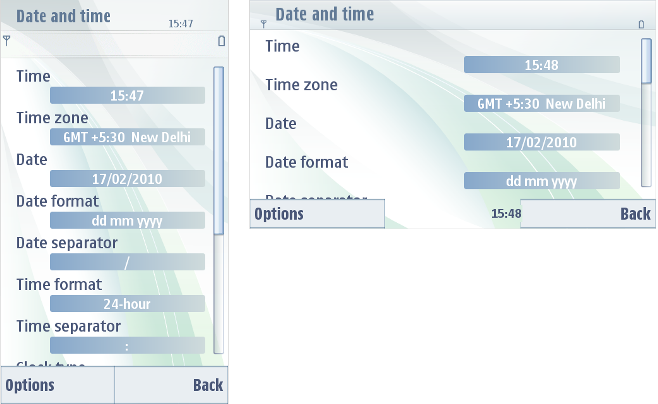 Date and time
15:47
Time
15:47
Time zone
GMT +5:30 New Delhi
Date
17/02/2010
Date format
dd mm yyyy
Date separator
/
Time format
24-hour
Time separator
:
Clock type
Options Back
Date and time
Time
15:48
Time zone
GMT +5:30 New Delhi
Date
17/02/2010
Date format
dd mm yyyy
Date separator
Options 15:48 Back